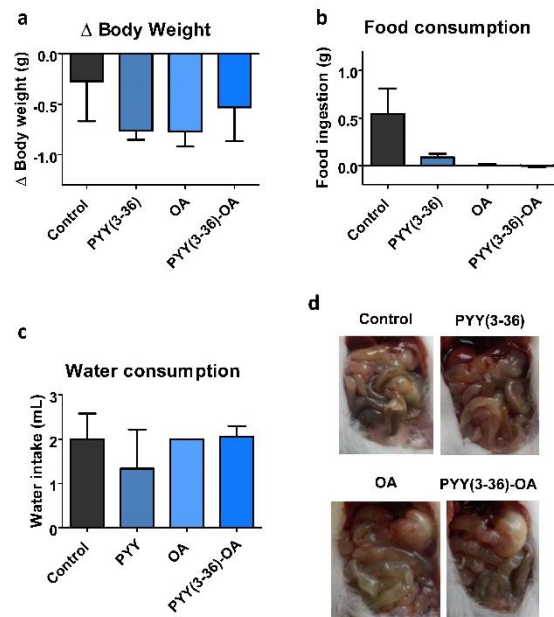 a
Δ Body Weight
Δ Body weight (g)
0.0
-0.5
-1.0
Control
PYY(3-36)
OA
PYY(3-36)-OA
b
Food consumption
Food ingestion (g)
1.0
0.5
0.0
Control
PYY(3-36)
OA
PYY(3-36)-OA
c
Water consumption
Water intake (mL)
3
2
1
0
Control
PYY
OA
PYY(3-36)-OA
d
Control
PYY(3-36)
OA
PYY(3-36)-OA